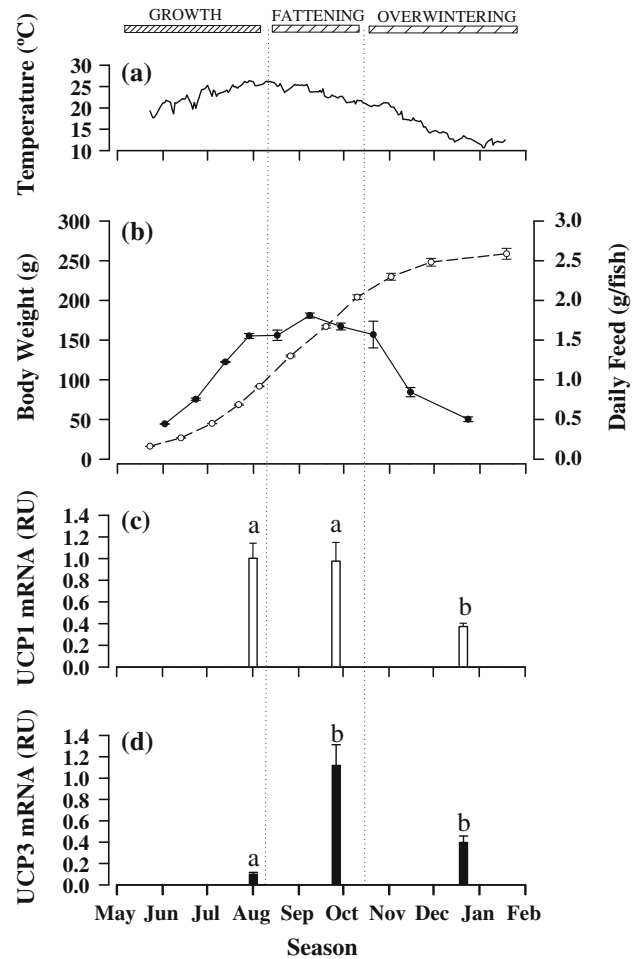 GROWTH FATTENING OVERWINTERING
(a)
Temperature (ºC)
30
25
20
15
10
(b)
Body Weight (g)
300
250
200
150
100
50
0
Daily Feed (g/fish)
3.0
2.5
2.0
1.5
1.0
0.5
0.0
(c)
UCP1 mRNA (RU)
1.4
1.2
1.0
0.8
0.6
0.4
0.2
0.0
a a b
(d)
UCP3 mRNA (RU)
1.4
1.2
1.0
0.8
0.6
0.4
0.2
0.0
a b b
May Jun Jul Aug Sep Oct Nov Dec Jan Feb
Season